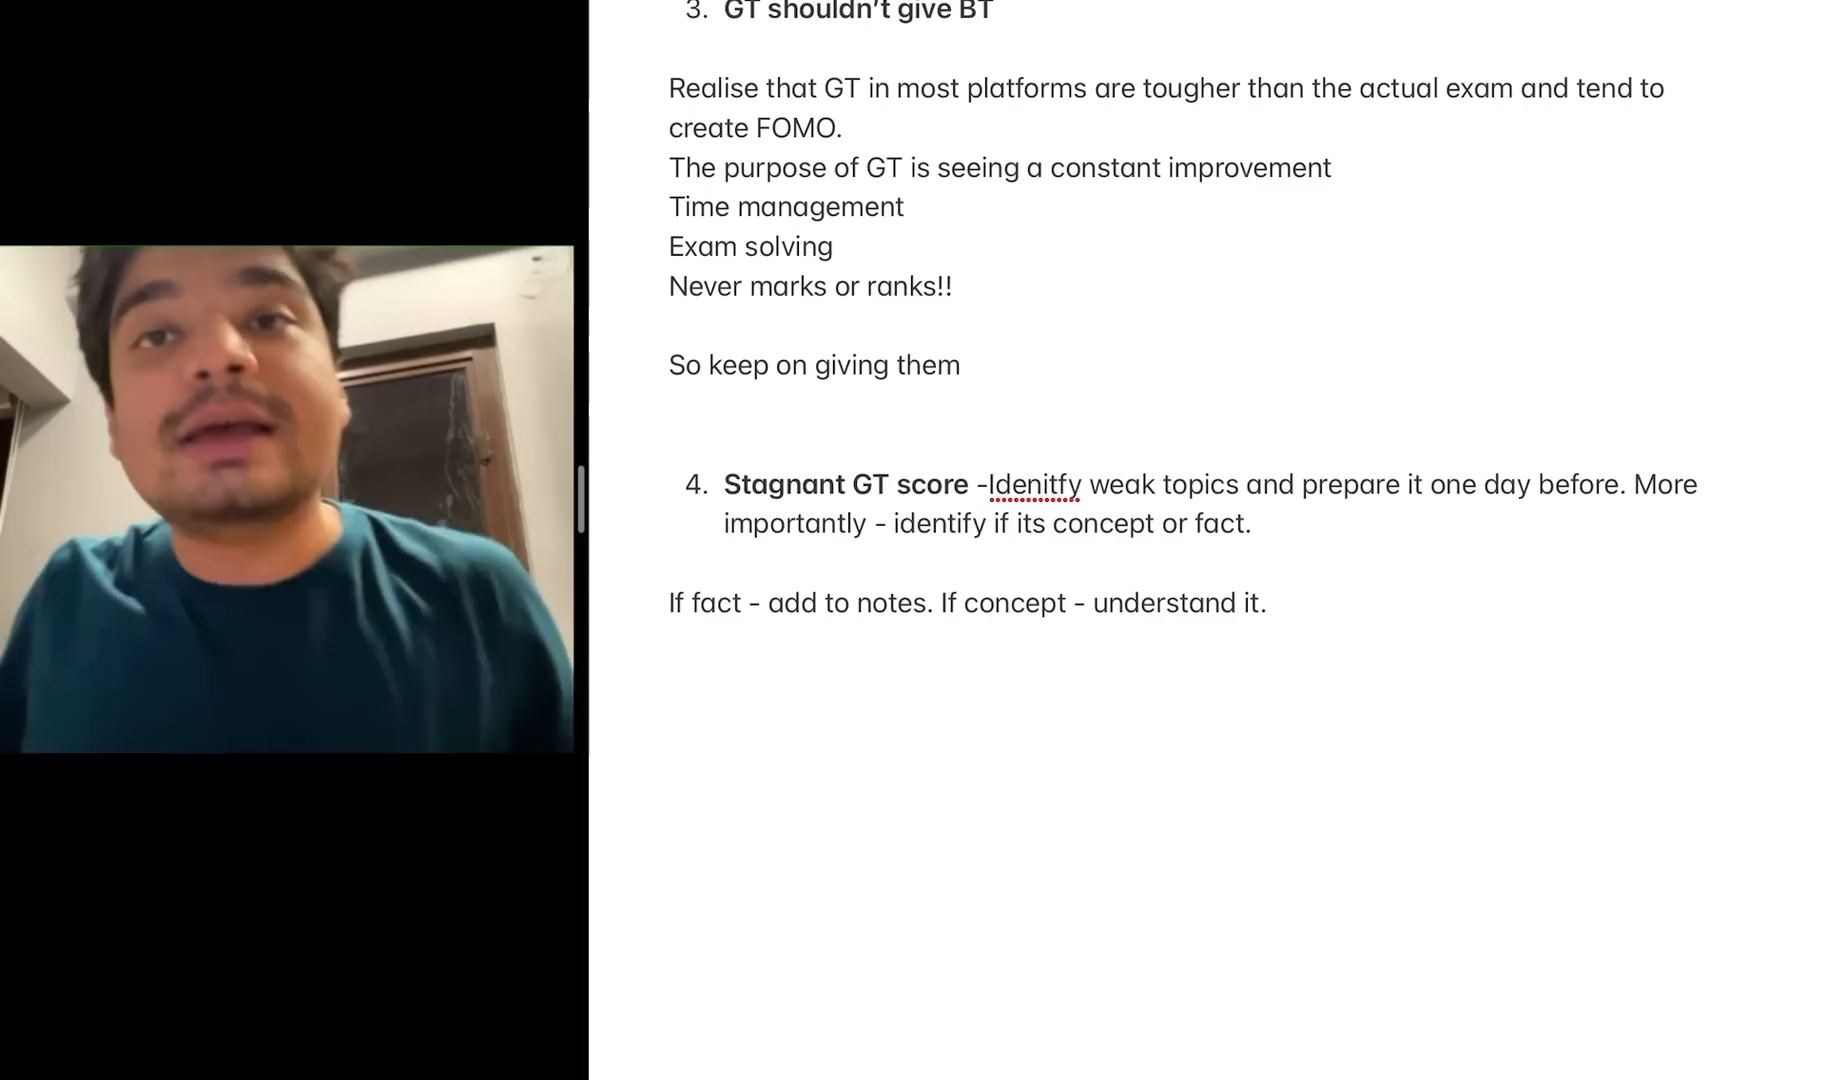 3. GT shouldn't give BT
Realise that GT in most platforms are tougher than the actual exam and tend to
create FOMO.
The purpose of GT is seeing a constant improvement
Time management
Exam solving
Never marks or ranks!!
So keep on giving them
4. Stagnant GT score -Idenitfy weak topics and prepare it one day before. More
importantly - identify if its concept or fact.
If fact - add to notes. If concept - understand it.